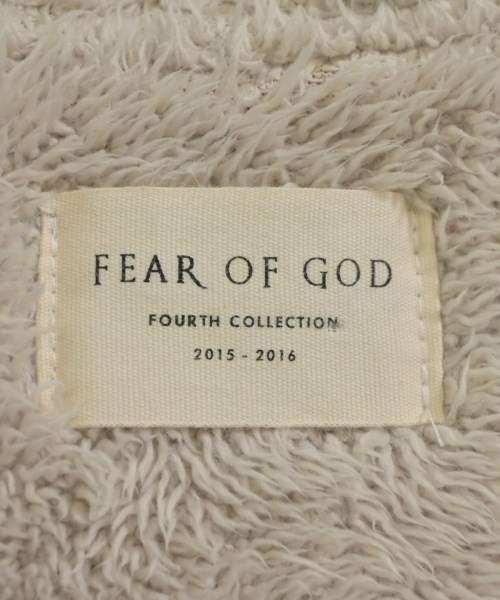 FEAR OF GOD
FOURTH COLLECTION
2015 - 2016